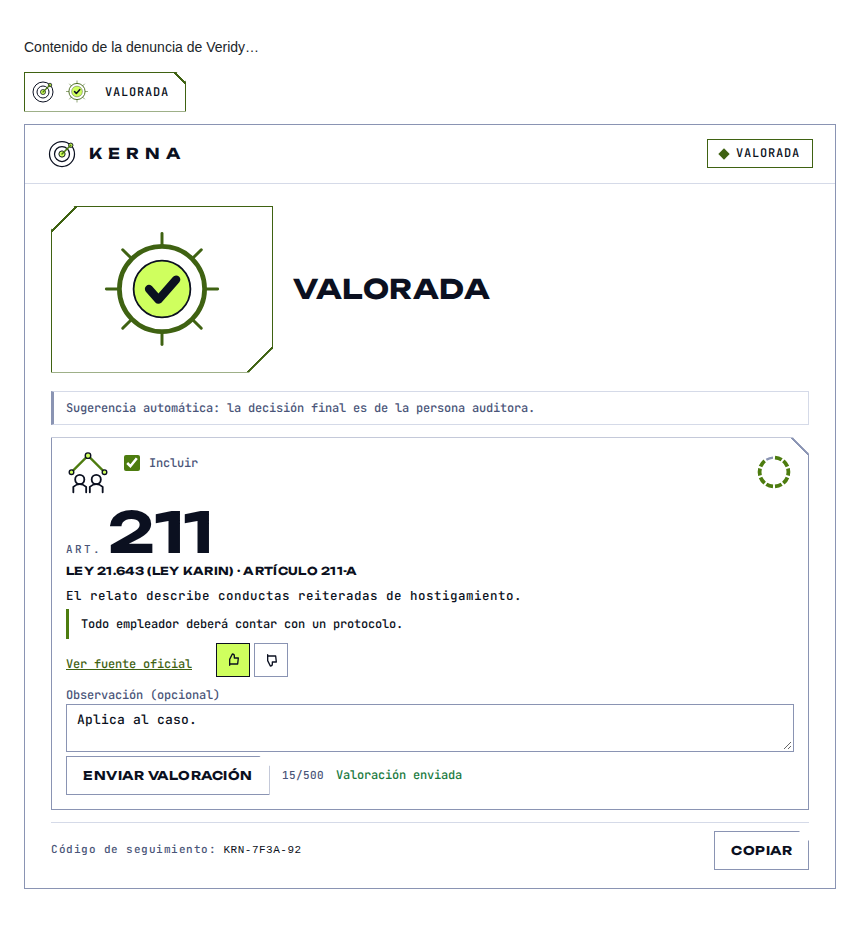 Contenido de la denuncia de Veridy…
VALORADA
KERNA
VALORADA
VALORADA
Sugerencia automática: la decisión final es de la persona auditora.
Incluir
ART. 211
LEY 21.643 (LEY KARIN) · ARTÍCULO 211-A
El relato describe conductas reiteradas de hostigamiento.
Todo empleador deberá contar con un protocolo.
Ver fuente oficial
Observación (opcional)
Aplica al caso.
ENVIAR VALORACIÓN 15/500 Valoración enviada
Código de seguimiento: KRN-7F3A-92
COPIAR